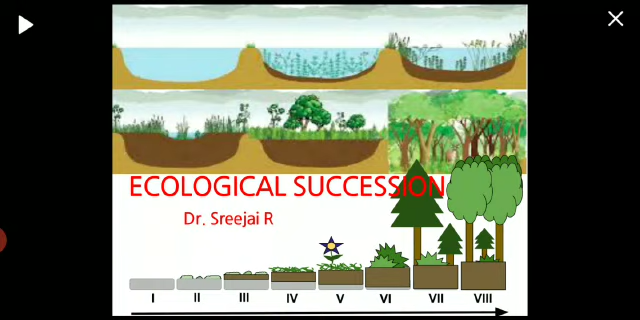 ECOLOGICAL SUCCESSION
Dr. Sreejai R
I II III IV V VI VII VIII